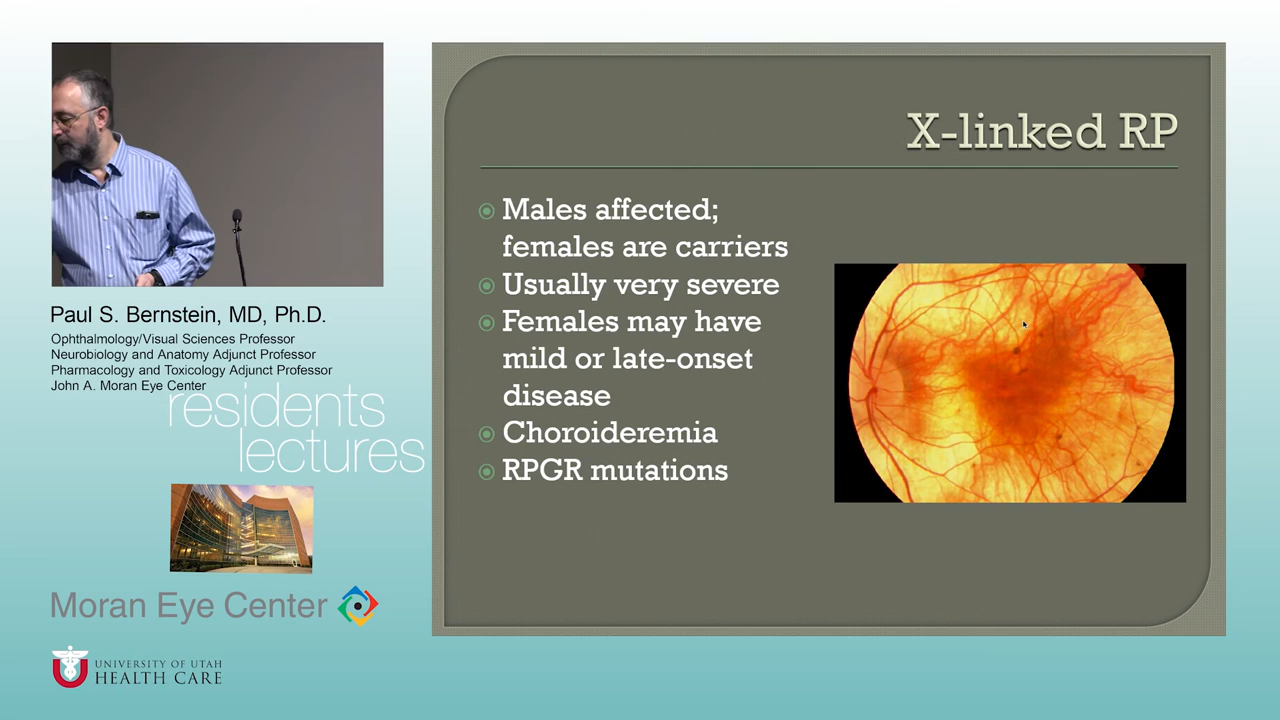 Paul S. Bernstein, MD, Ph.D.
Ophthalmology/Visual Sciences Professor
Neurobiology and Anatomy Adjunct Professor
Pharmacology and Toxicology Adjunct Professor
John A. Moran Eye Center
residents
lectures
Moran Eye Center
UNIVERSITY OF UTAH
HEALTH CARE
X-linked RP
Males affected;
females are carriers
Usually very severe
Females may have
mild or late-onset
disease
Choroideremia
RPGR mutations